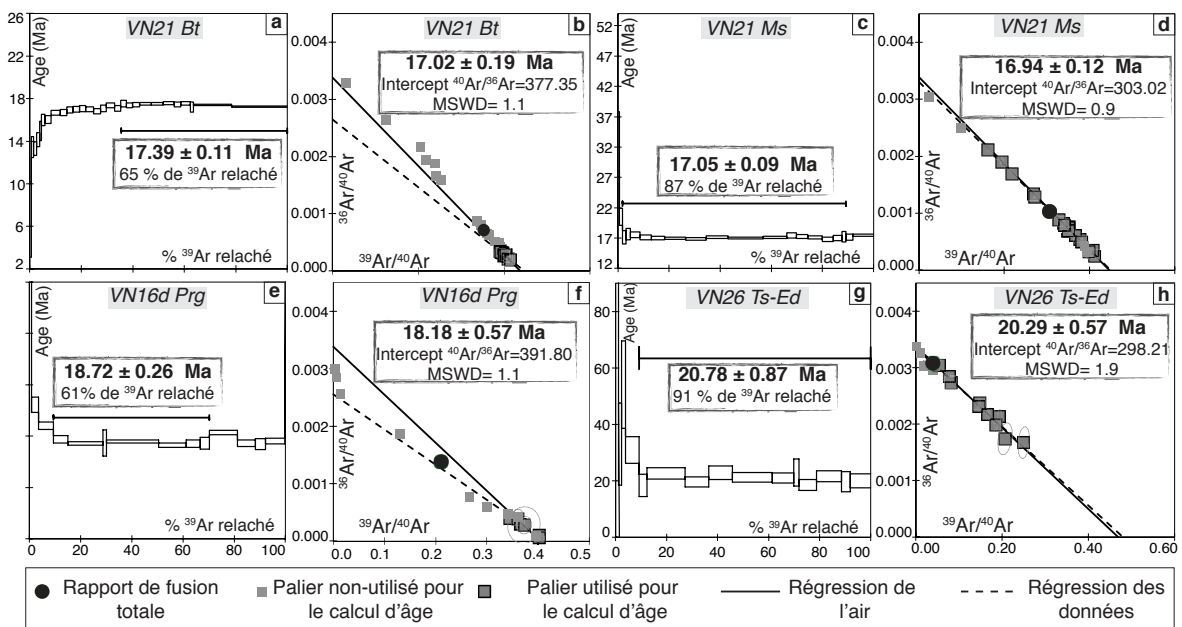 VN21 Bt
a
Age (Ma)
26
22
18
14
10
6
2
17.39 ± 0.11 Ma
65 % de ³⁹Ar relaché
% ³⁹Ar relaché
VN21 Bt
b
0.004
0.003
0.002
0.001
0.000
17.02 ± 0.19 Ma
Intercept ⁴⁰Ar/³⁶Ar=377.35
MSWD= 1.1
³⁶Ar/⁴⁰Ar
³⁹Ar/⁴⁰Ar
VN21 Ms
c
Age (Ma)
52
47
42
37
32
27
22
17
12
17.05 ± 0.09 Ma
87 % de ³⁹Ar relaché
% ³⁹Ar relaché
VN21 Ms
d
0.004
0.003
0.002
0.001
0.000
16.94 ± 0.12 Ma
Intercept ⁴⁰Ar/³⁶Ar=303.02
MSWD= 0.9
³⁶Ar/⁴⁰Ar
³⁹Ar/⁴⁰Ar
VN16d Prg
e
Age (Ma)
18.72 ± 0.26 Ma
61% de ³⁹Ar relaché
% ³⁹Ar relaché
0 20 40 60 80 100
VN16d Prg
f
0.004
0.003
0.002
0.001
0.000
18.18 ± 0.57 Ma
Intercept ⁴⁰Ar/³⁶Ar=391.80
MSWD= 1.1
³⁶Ar/⁴⁰Ar
³⁹Ar/⁴⁰Ar
0.0 0.2 0.3 0.5
VN26 Ts-Ed
g
Age (Ma)
80
60
40
20
0
20.78 ± 0.87 Ma
91 % de ³⁹Ar relaché
% ³⁹Ar relaché
0 20 40 60 80 100
VN26 Ts-Ed
h
0.004
0.003
0.002
0.001
0.000
20.29 ± 0.57 Ma
Intercept ⁴⁰Ar/³⁶Ar=298.21
MSWD= 1.9
³⁶Ar/⁴⁰Ar
³⁹Ar/⁴⁰Ar
0.00 0.20 0.40 0.60
Rapport de fusion
totale
Palier non-utilisé pour
le calcul d'âge
Palier utilisé pour
le calcul d'âge
Régression de
l'air
Régression des
données